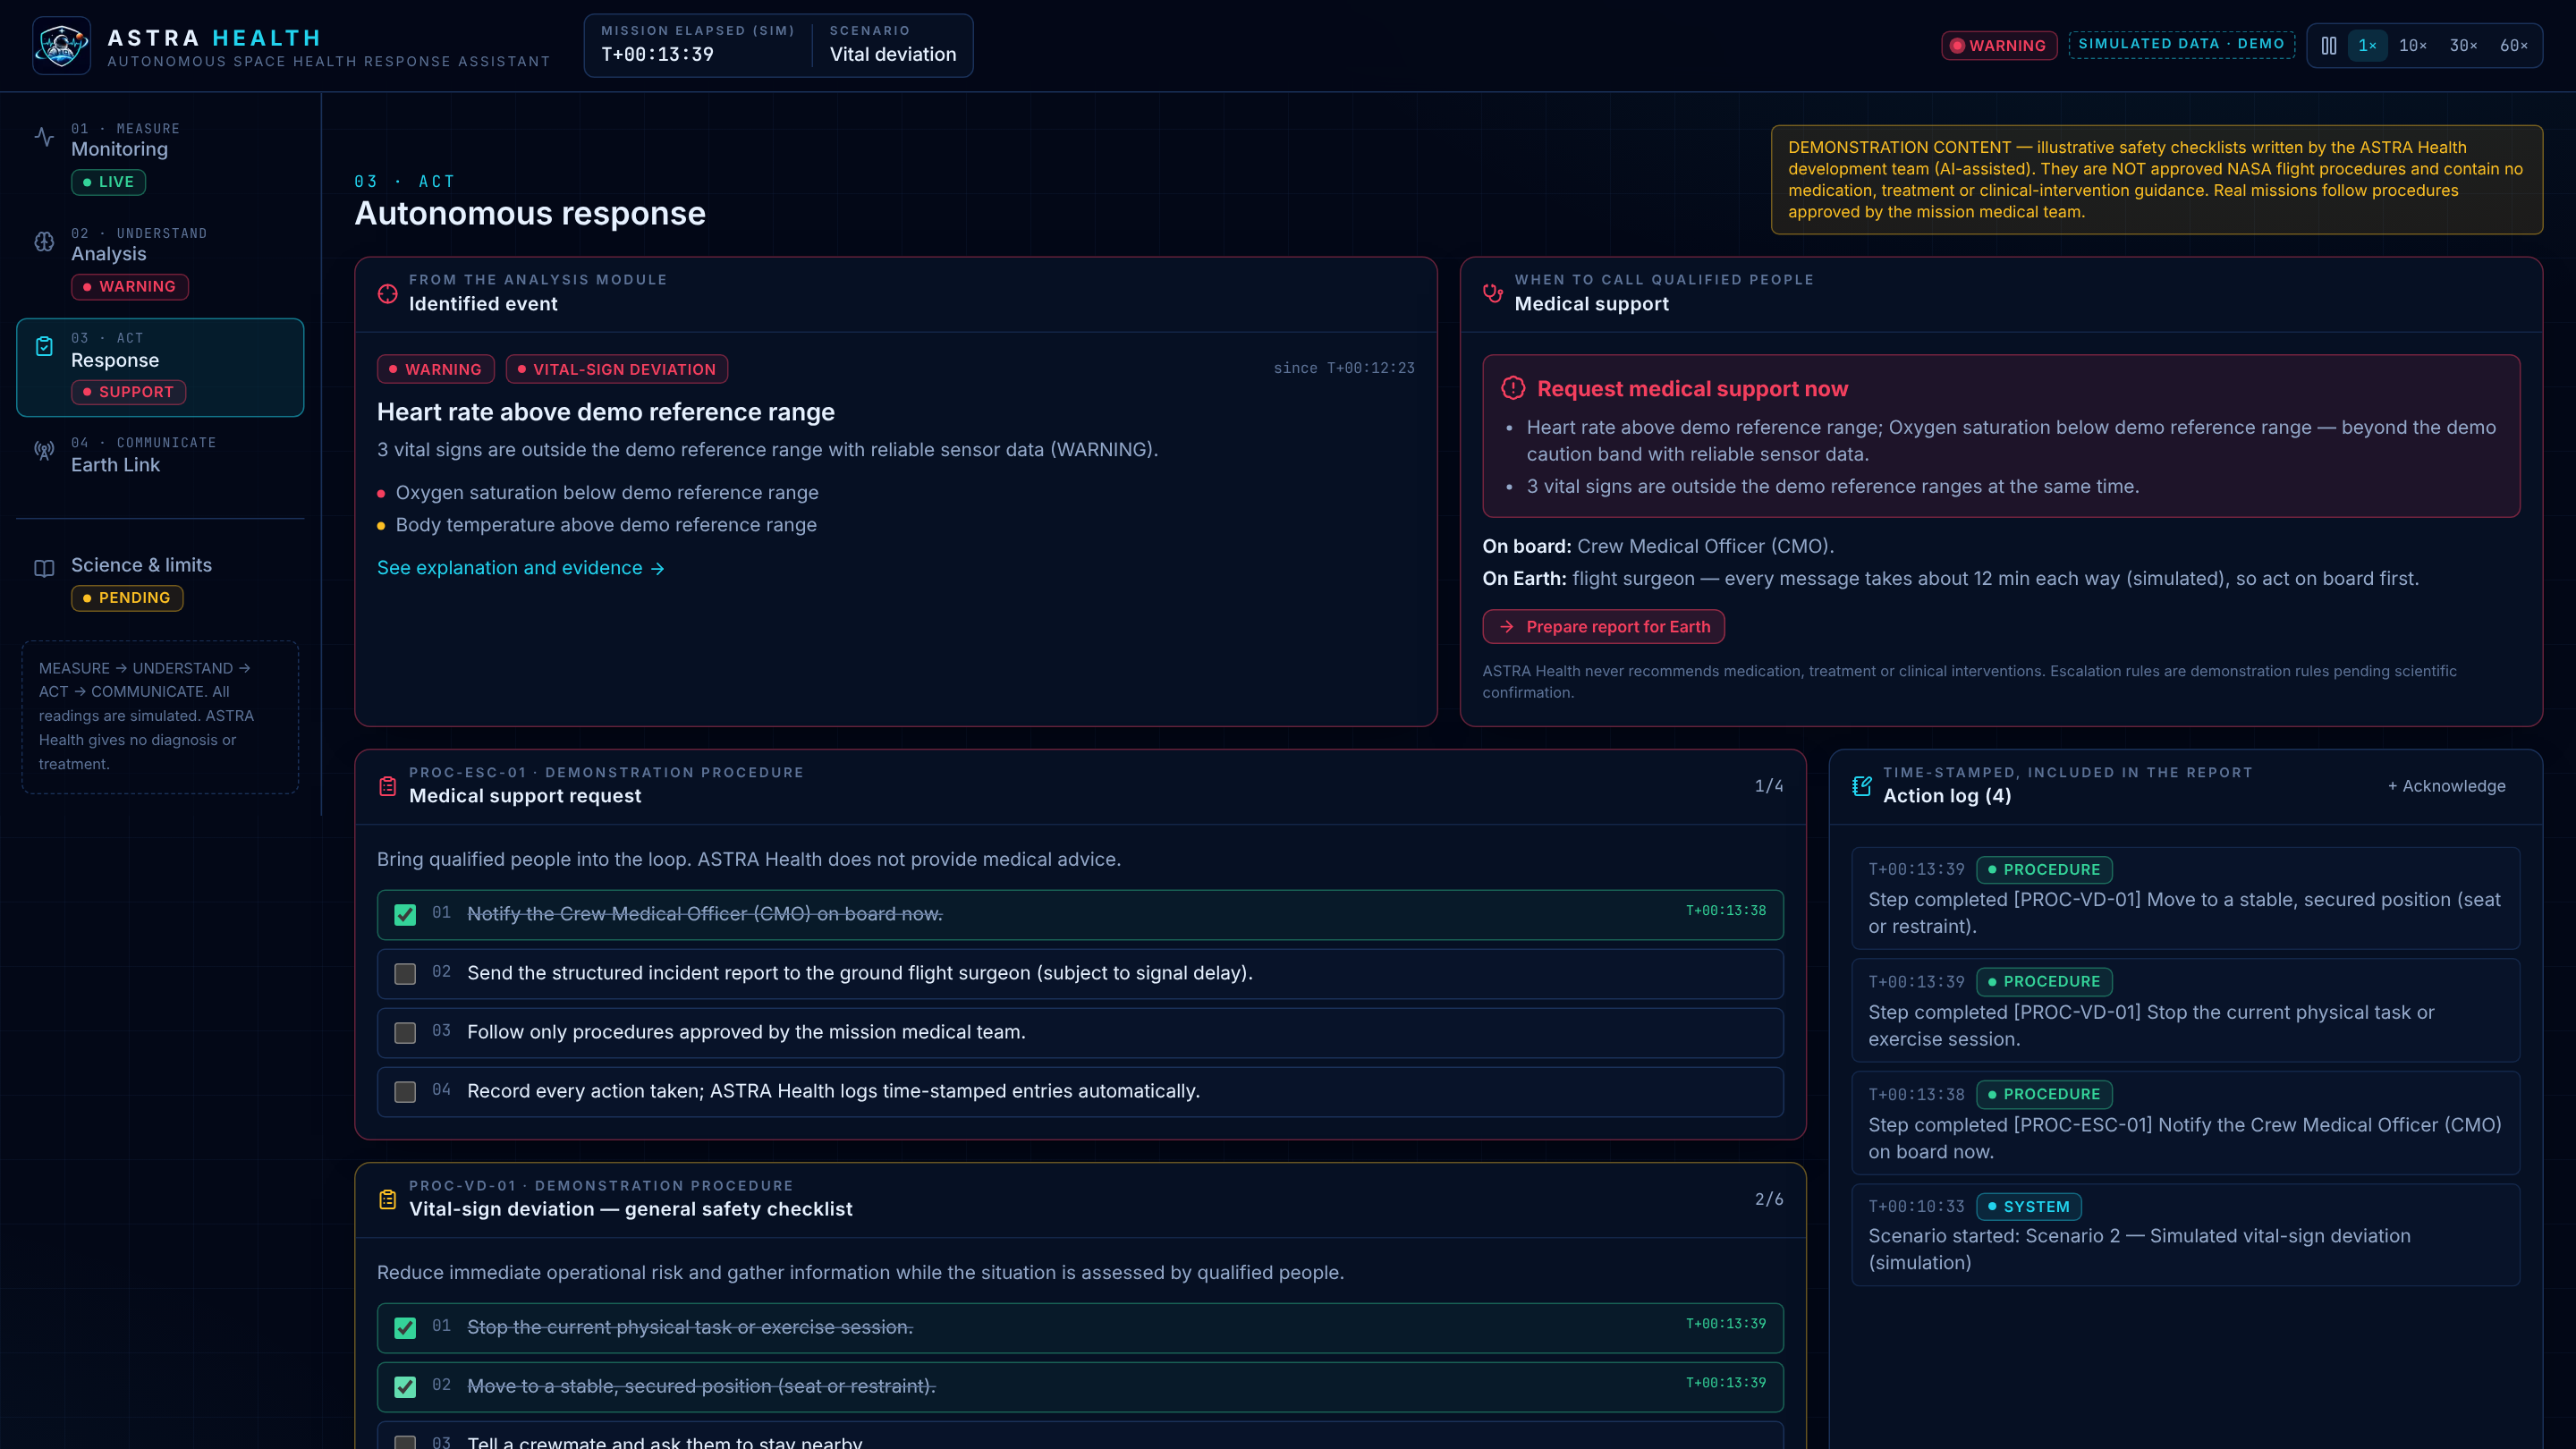 ASTRA HEALTH
AUTONOMOUS SPACE HEALTH RESPONSE ASSISTANT
MISSION ELAPSED (SIM)
T+00:13:39
SCENARIO
Vital deviation
WARNING
SIMULATED DATA · DEMO
1×
10×
30×
60×
01 · MEASURE
Monitoring
LIVE
02 · UNDERSTAND
Analysis
WARNING
03 · ACT
Response
SUPPORT
04 · COMMUNICATE
Earth Link
Science & limits
PENDING
MEASURE → UNDERSTAND →
ACT → COMMUNICATE. All
readings are simulated. ASTRA
Health gives no diagnosis or
treatment.
03 · ACT
Autonomous response
DEMONSTRATION CONTENT — illustrative safety checklists written by the ASTRA Health
development team (AI-assisted). They are NOT approved NASA flight procedures and contain no
medication, treatment or clinical-intervention guidance. Real missions follow procedures
approved by the mission medical team.
FROM THE ANALYSIS MODULE
Identified event
WARNING
VITAL-SIGN DEVIATION
since T+00:12:23
Heart rate above demo reference range
3 vital signs are outside the demo reference range with reliable sensor data (WARNING).
Oxygen saturation below demo reference range
Body temperature above demo reference range
See explanation and evidence →
WHEN TO CALL QUALIFIED PEOPLE
Medical support
Request medical support now
• Heart rate above demo reference range; Oxygen saturation below demo reference range — beyond the demo
caution band with reliable sensor data.
• 3 vital signs are outside the demo reference ranges at the same time.
On board: Crew Medical Officer (CMO).
On Earth: flight surgeon — every message takes about 12 min each way (simulated), so act on board first.
→ Prepare report for Earth
ASTRA Health never recommends medication, treatment or clinical interventions. Escalation rules are demonstration rules pending scientific
confirmation.
PROC-ESC-01 · DEMONSTRATION PROCEDURE
Medical support request
1/4
Bring qualified people into the loop. ASTRA Health does not provide medical advice.
01 Notify the Crew Medical Officer (CMO) on board now. T+00:13:38
02 Send the structured incident report to the ground flight surgeon (subject to signal delay).
03 Follow only procedures approved by the mission medical team.
04 Record every action taken; ASTRA Health logs time-stamped entries automatically.
PROC-VD-01 · DEMONSTRATION PROCEDURE
Vital-sign deviation — general safety checklist
2/6
Reduce immediate operational risk and gather information while the situation is assessed by qualified people.
01 Stop the current physical task or exercise session. T+00:13:39
02 Move to a stable, secured position (seat or restraint). T+00:13:39
03 Tell a crewmate and ask them to stay nearby
TIME-STAMPED, INCLUDED IN THE REPORT
Action log (4)
+ Acknowledge
T+00:13:39 PROCEDURE
Step completed [PROC-VD-01] Move to a stable, secured position (seat
or restraint).
T+00:13:39 PROCEDURE
Step completed [PROC-VD-01] Stop the current physical task or
exercise session.
T+00:13:38 PROCEDURE
Step completed [PROC-ESC-01] Notify the Crew Medical Officer (CMO)
on board now.
T+00:10:33 SYSTEM
Scenario started: Scenario 2 — Simulated vital-sign deviation
(simulation)